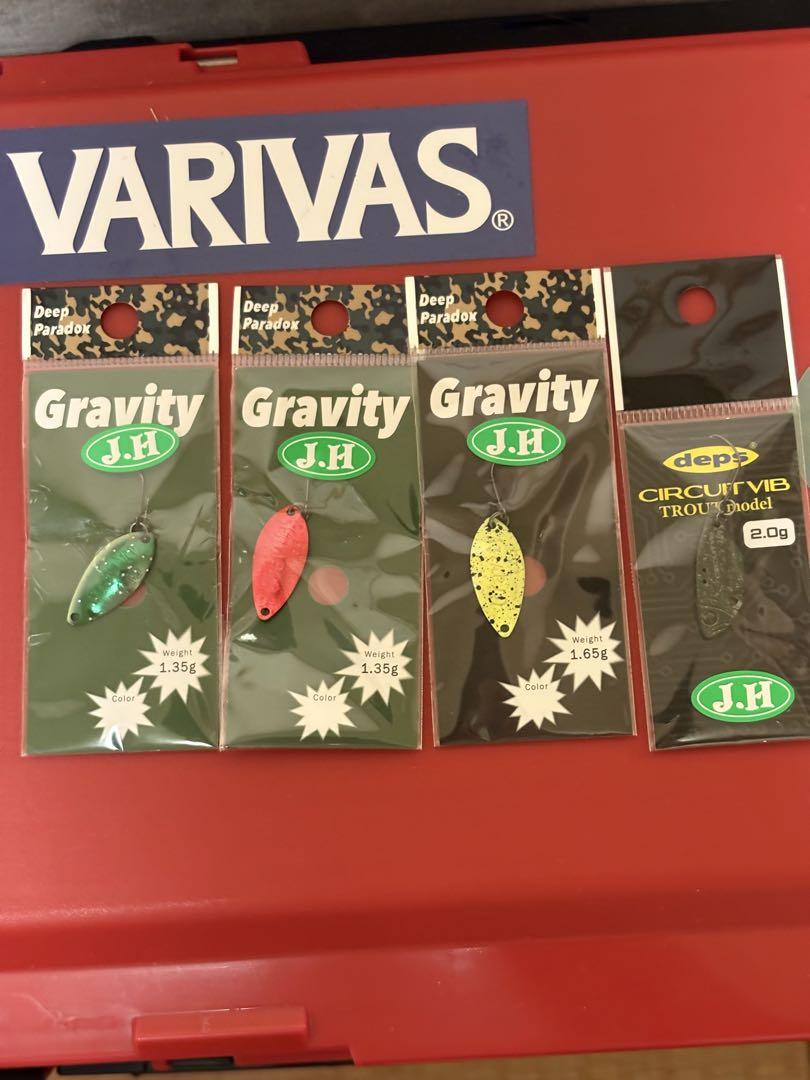 VARIVAS®
Deep
Paradox
Gravity
J.H
Weight
1.35g
Color
Deep
Paradox
Gravity
J.H
Weight
1.35g
Color
Deep
Paradox
Gravity
J.H
Weight
1.65g
Color
deps®
CIRCUIT VIB
TROUT model
2.0g
J.H